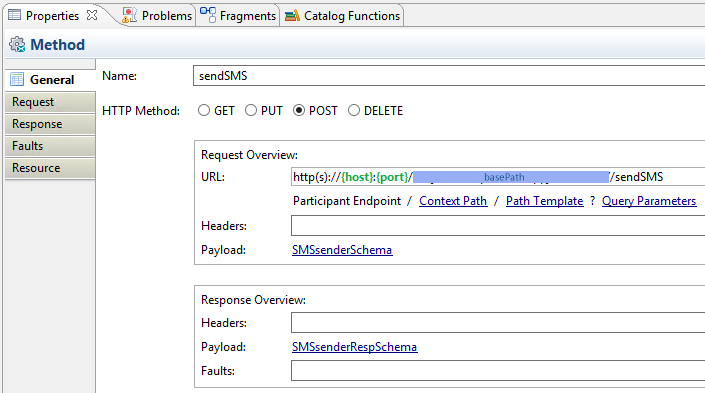 Properties Problems Fragments Catalog Functions
Method
General
Request
Response
Faults
Resource
Name: sendSMS
HTTP Method: GET PUT POST DELETE
Request Overview:
URL: http(s)://{host}:{port}/ basePath /sendSMS
Participant Endpoint / Context Path / Path Template ? Query Parameters
Headers:
Payload: SMSsenderSchema
Response Overview:
Headers:
Payload: SMSsenderRespSchema
Faults: